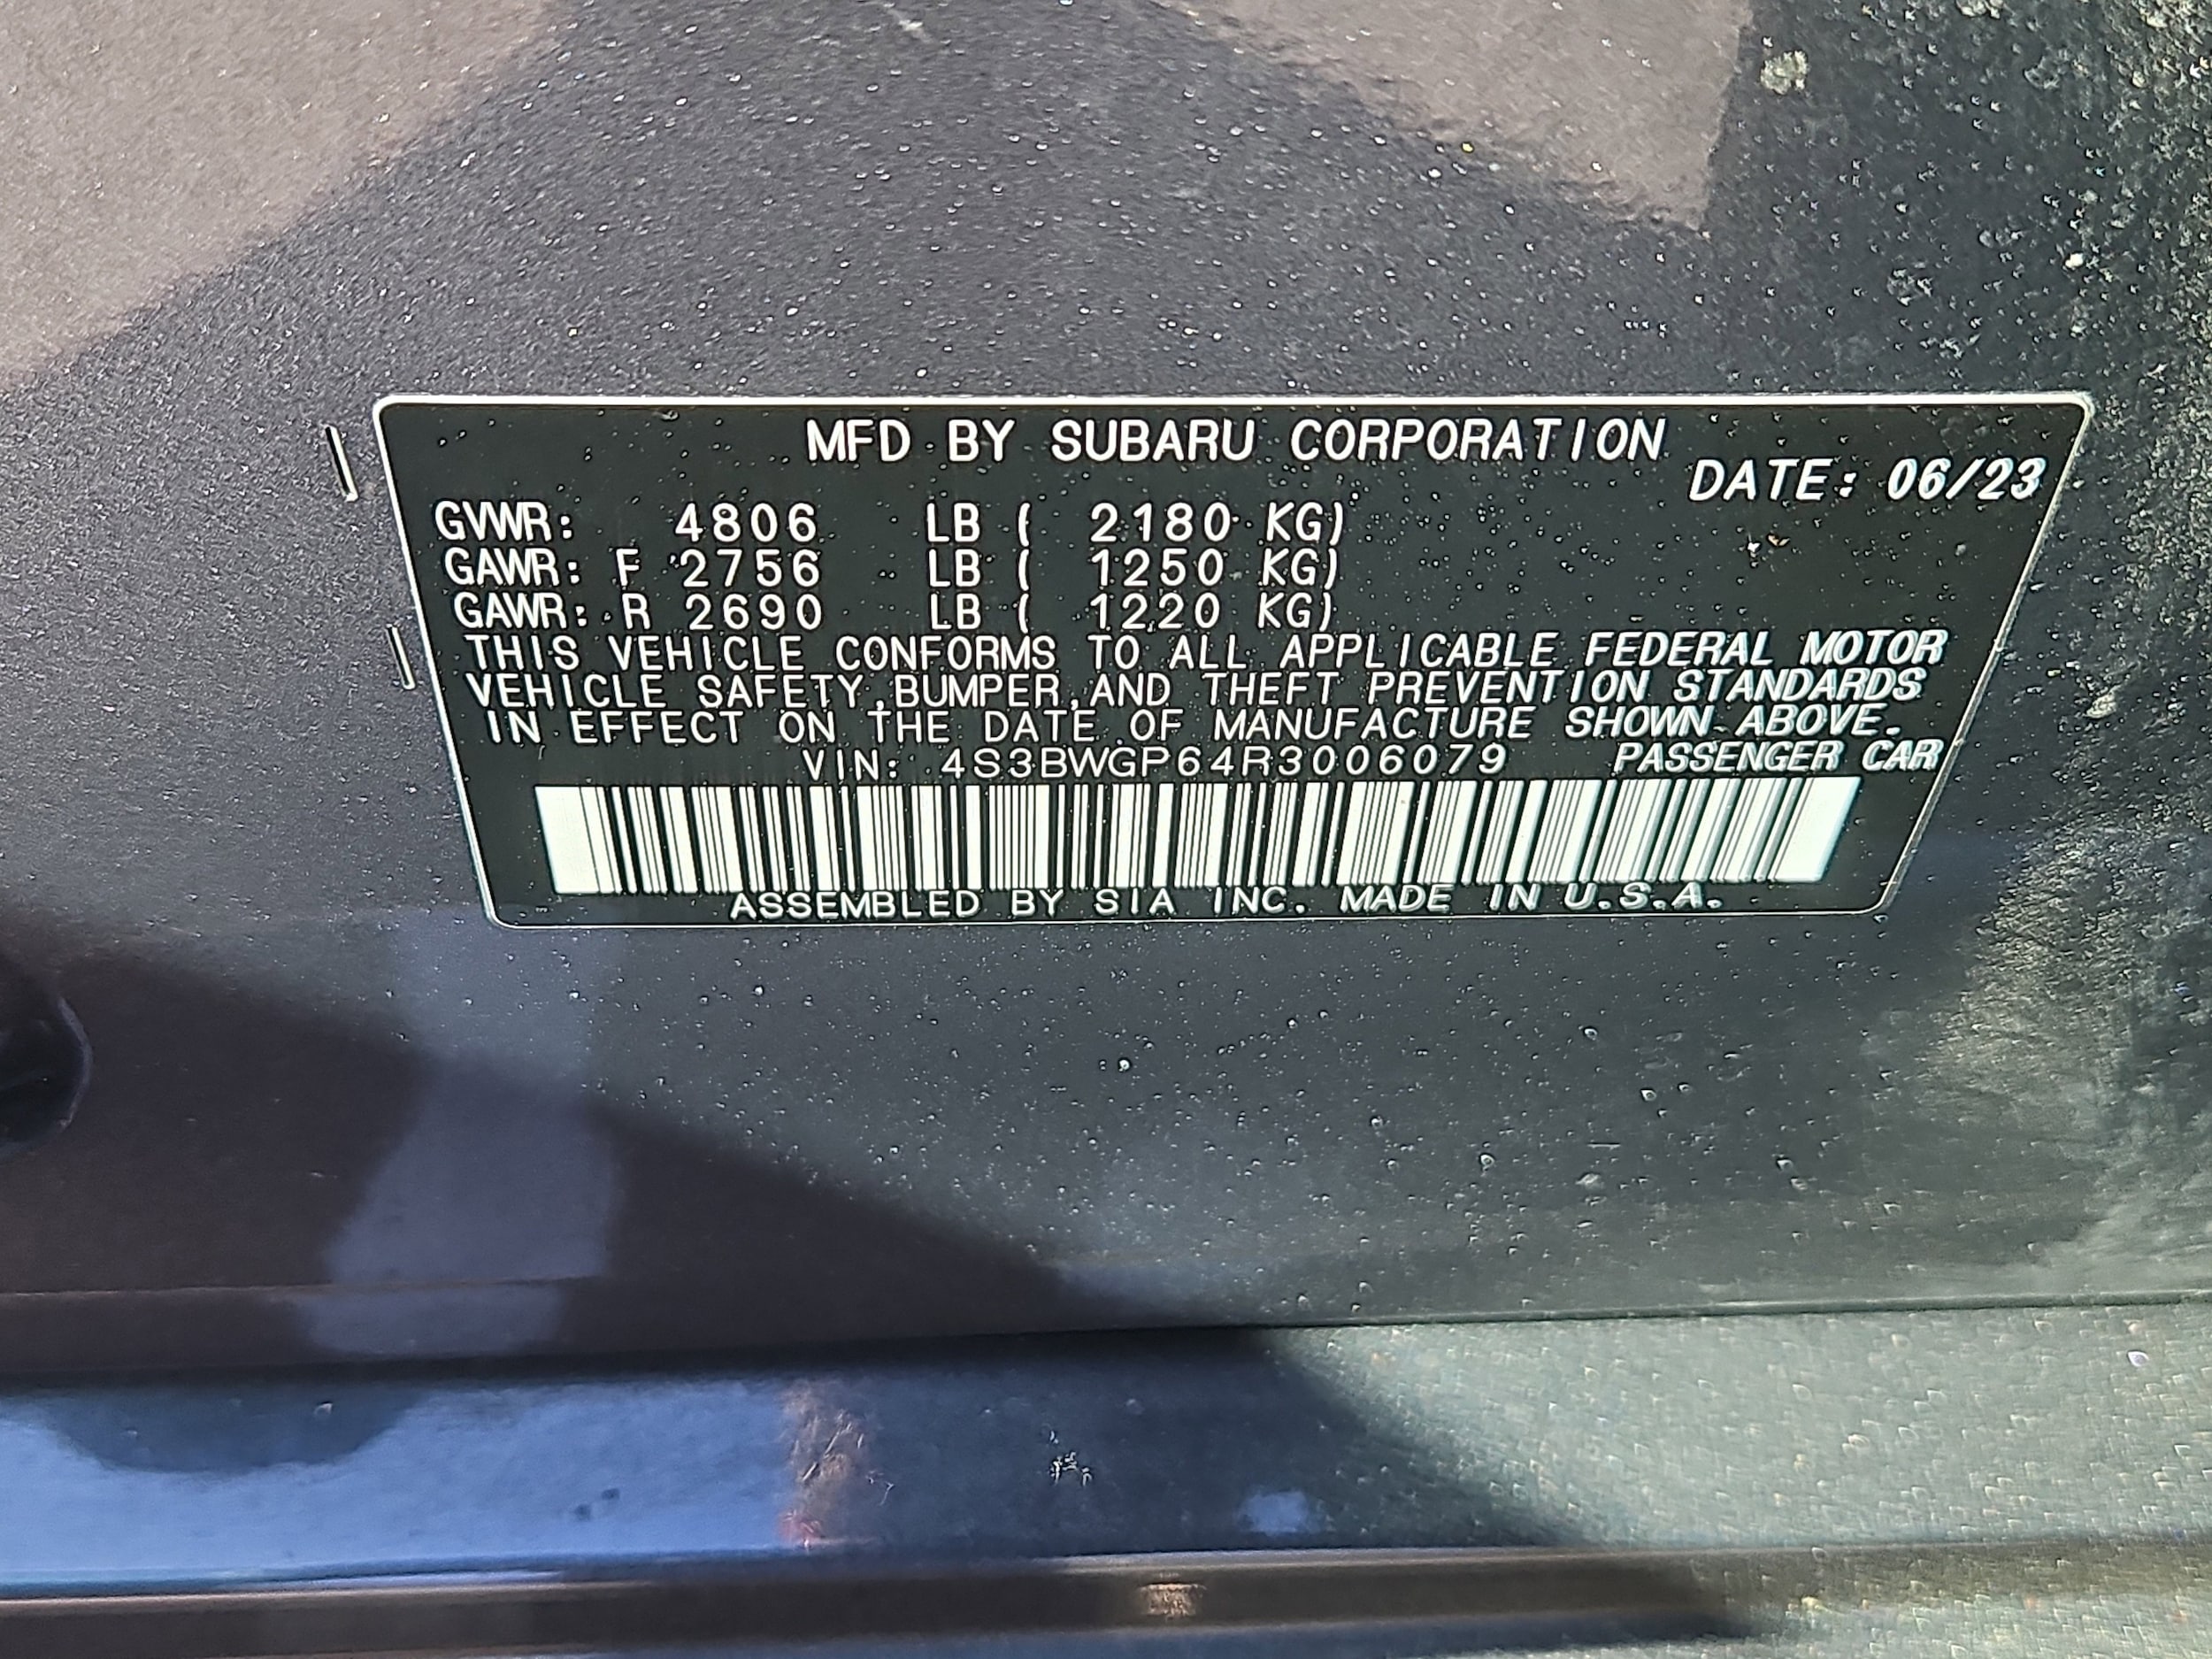 MFD BY SUBARU CORPORATION
DATE: 06/23
GVWR: 4806 LB ( 2180 KG)
GAWR: F 2756 LB ( 1250 KG)
GAWR: R 2690 LB ( 1220 KG)
THIS VEHICLE CONFORMS TO ALL APPLICABLE FEDERAL MOTOR
VEHICLE SAFETY,BUMPER,AND THEFT PREVENTION STANDARDS
IN EFFECT ON THE DATE OF MANUFACTURE SHOWN ABOVE.
VIN: 4S3BWGP64R3006079 PASSENGER CAR
ASSEMBLED BY SIA INC. MADE IN U.S.A.